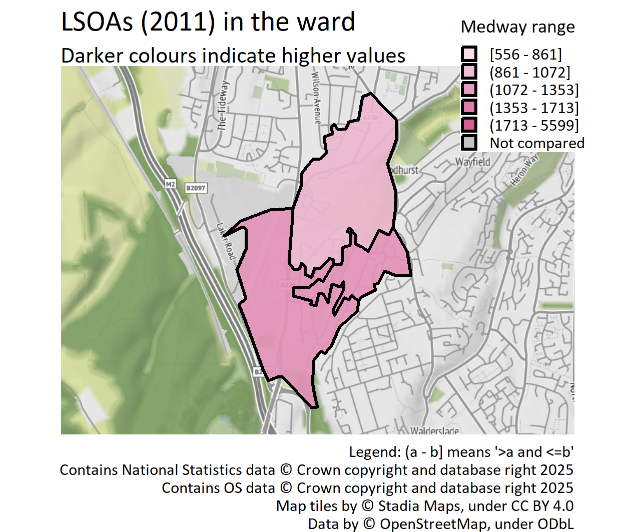 LSOAs (2011) in the ward
Darker colours indicate higher values
Medway range
[556 - 861]
(861 - 1072]
(1072 - 1353]
(1353 - 1713]
(1713 - 5599]
Not compared
The Tideway
Wilson Avenue
Wayfield
Heron Way
M2
B2097
Laker Road
Walderslade
Legend: (a - b] means '>a and <=b'
Contains National Statistics data © Crown copyright and database right 2025
Contains OS data © Crown copyright and database right 2025
Map tiles by © Stadia Maps, under CC BY 4.0
Data by © OpenStreetMap, under ODbL